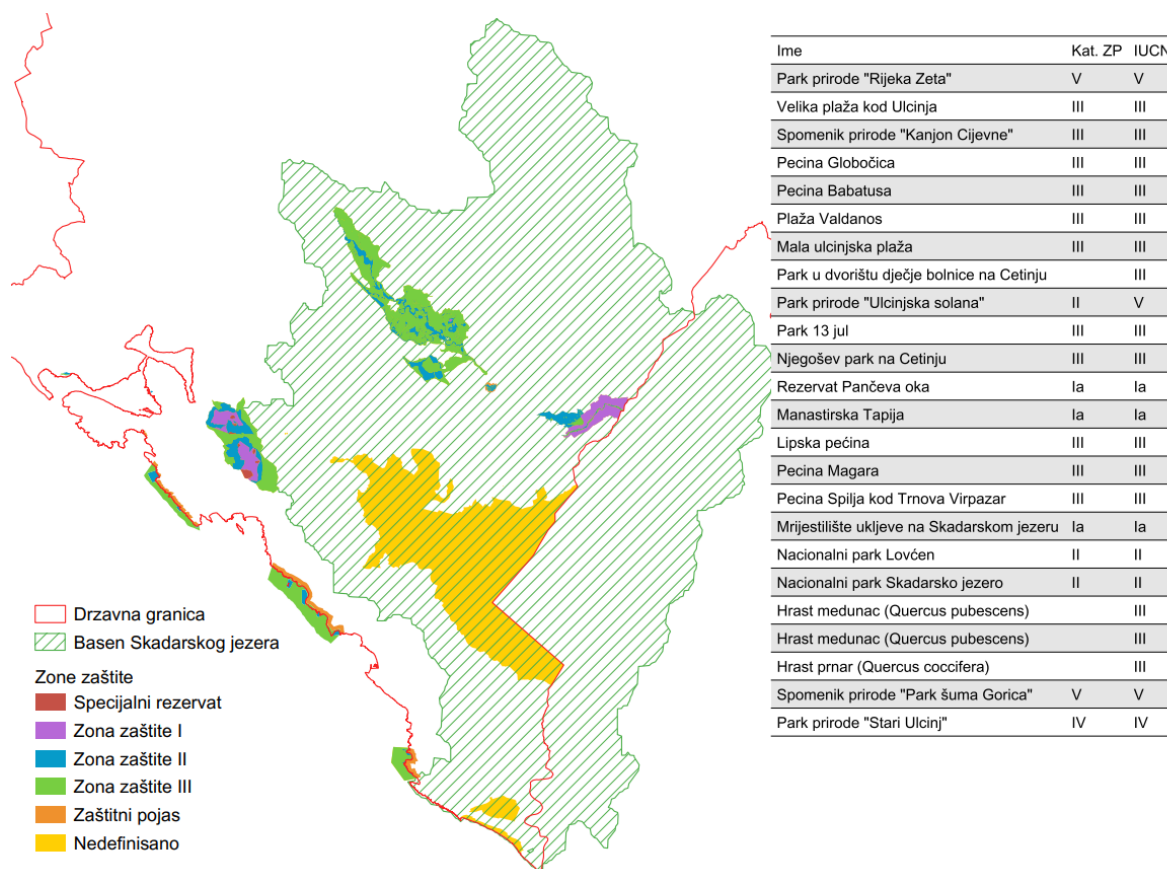 Drzavna granica
Basen Skadarskog jezera
Zone zaštite
Specijalni rezervat
Zona zaštite I
Zona zaštite II
Zona zaštite III
Zaštitni pojas
Nedefinisano
Ime Kat. ZP IUCN
Park prirode "Rijeka Zeta" V V
Velika plaža kod Ulcinja III III
Spomenik prirode "Kanjon Cijevne" III III
Pecina Globočica III III
Pecina Babatusa III III
Plaža Valdanos III III
Mala ulcinjska plaža III III
Park u dvorištu dječje bolnice na Cetinju III
Park prirode "Ulcinjska solana" II V
Park 13 jul III III
Njegošev park na Cetinju III III
Rezervat Pančeva oka Ia Ia
Manastirska Tapija Ia Ia
Lipska pećina III III
Pecina Magara III III
Pecina Spilja kod Trnova Virpazar III III
Mrijestilište ukljeve na Skadarskom jezeru Ia Ia
Nacionalni park Lovćen II II
Nacionalni park Skadarsko jezero II II
Hrast medunac (Quercus pubescens) III
Hrast medunac (Quercus pubescens) III
Hrast prnar (Quercus coccifera) III
Spomenik prirode "Park šuma Gorica" V V
Park prirode "Stari Ulcinj" IV IV